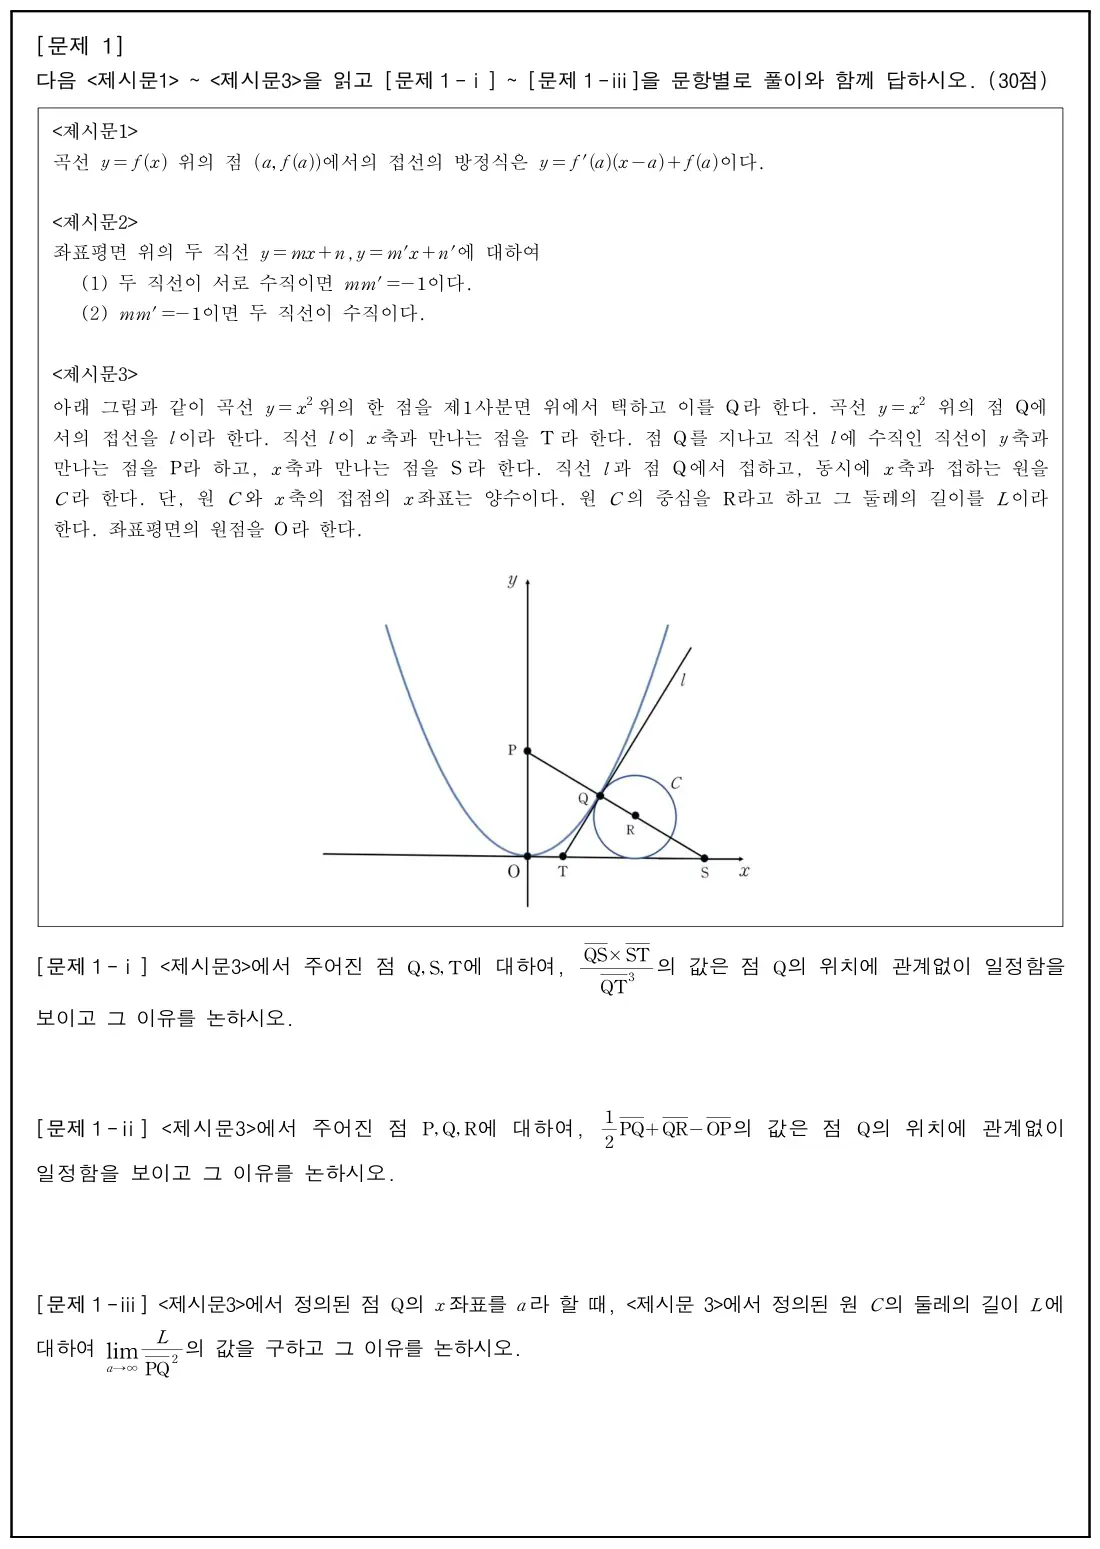 [문제 1]
다음 <제시문1> ~ <제시문3>을 읽고 [문제 1-ⅰ] ~ [문제 1-ⅲ]을 문항별로 풀이와 함께 답하시오. (30점)
<제시문1>
곡선 y=f(x) 위의 점 (a, f(a))에서의 접선의 방정식은 y=f′(a)(x-a)+f(a)이다.
<제시문2>
좌표평면 위의 두 직선 y=mx+n, y=m′x+n′에 대하여
(1) 두 직선이 서로 수직이면 mm′=-1이다.
(2) mm′=-1이면 두 직선이 수직이다.
<제시문3>
아래 그림과 같이 곡선 y=x² 위의 한 점을 제1사분면 위에서 택하고 이를 Q라 한다. 곡선 y=x² 위의 점 Q에
서의 접선을 l이라 한다. 직선 l이 x축과 만나는 점을 T라 한다. 점 Q를 지나고 직선 l에 수직인 직선이 y축과
만나는 점을 P라 하고, x축과 만나는 점을 S라 한다. 직선 l과 점 Q에서 접하고, 동시에 x축과 접하는 원을
C라 한다. 단, 원 C와 x축의 접점의 x좌표는 양수이다. 원 C의 중심을 R라고 하고 그 둘레의 길이를 L이라
한다. 좌표평면의 원점을 O라 한다.
y
l
P
Q
C
R
O T S x
[문제 1-ⅰ] <제시문3>에서 주어진 점 Q, S, T에 대하여, \frac{\overline{QS}×\overline{ST}}{\overline{QT}^3}의 값은 점 Q의 위치에 관계없이 일정함을
보이고 그 이유를 논하시오.
[문제 1-ⅱ] <제시문3>에서 주어진 점 P, Q, R에 대하여, \frac{1}{2}\overline{PQ}+\overline{QR}-\overline{OP}의 값은 점 Q의 위치에 관계없이
일정함을 보이고 그 이유를 논하시오.
[문제 1-ⅲ] <제시문3>에서 정의된 점 Q의 x좌표를 a라 할 때, <제시문 3>에서 정의된 원 C의 둘레의 길이 L에
대하여 \lim_{a→∞}\frac{L}{\overline{PQ}^2}의 값을 구하고 그 이유를 논하시오.